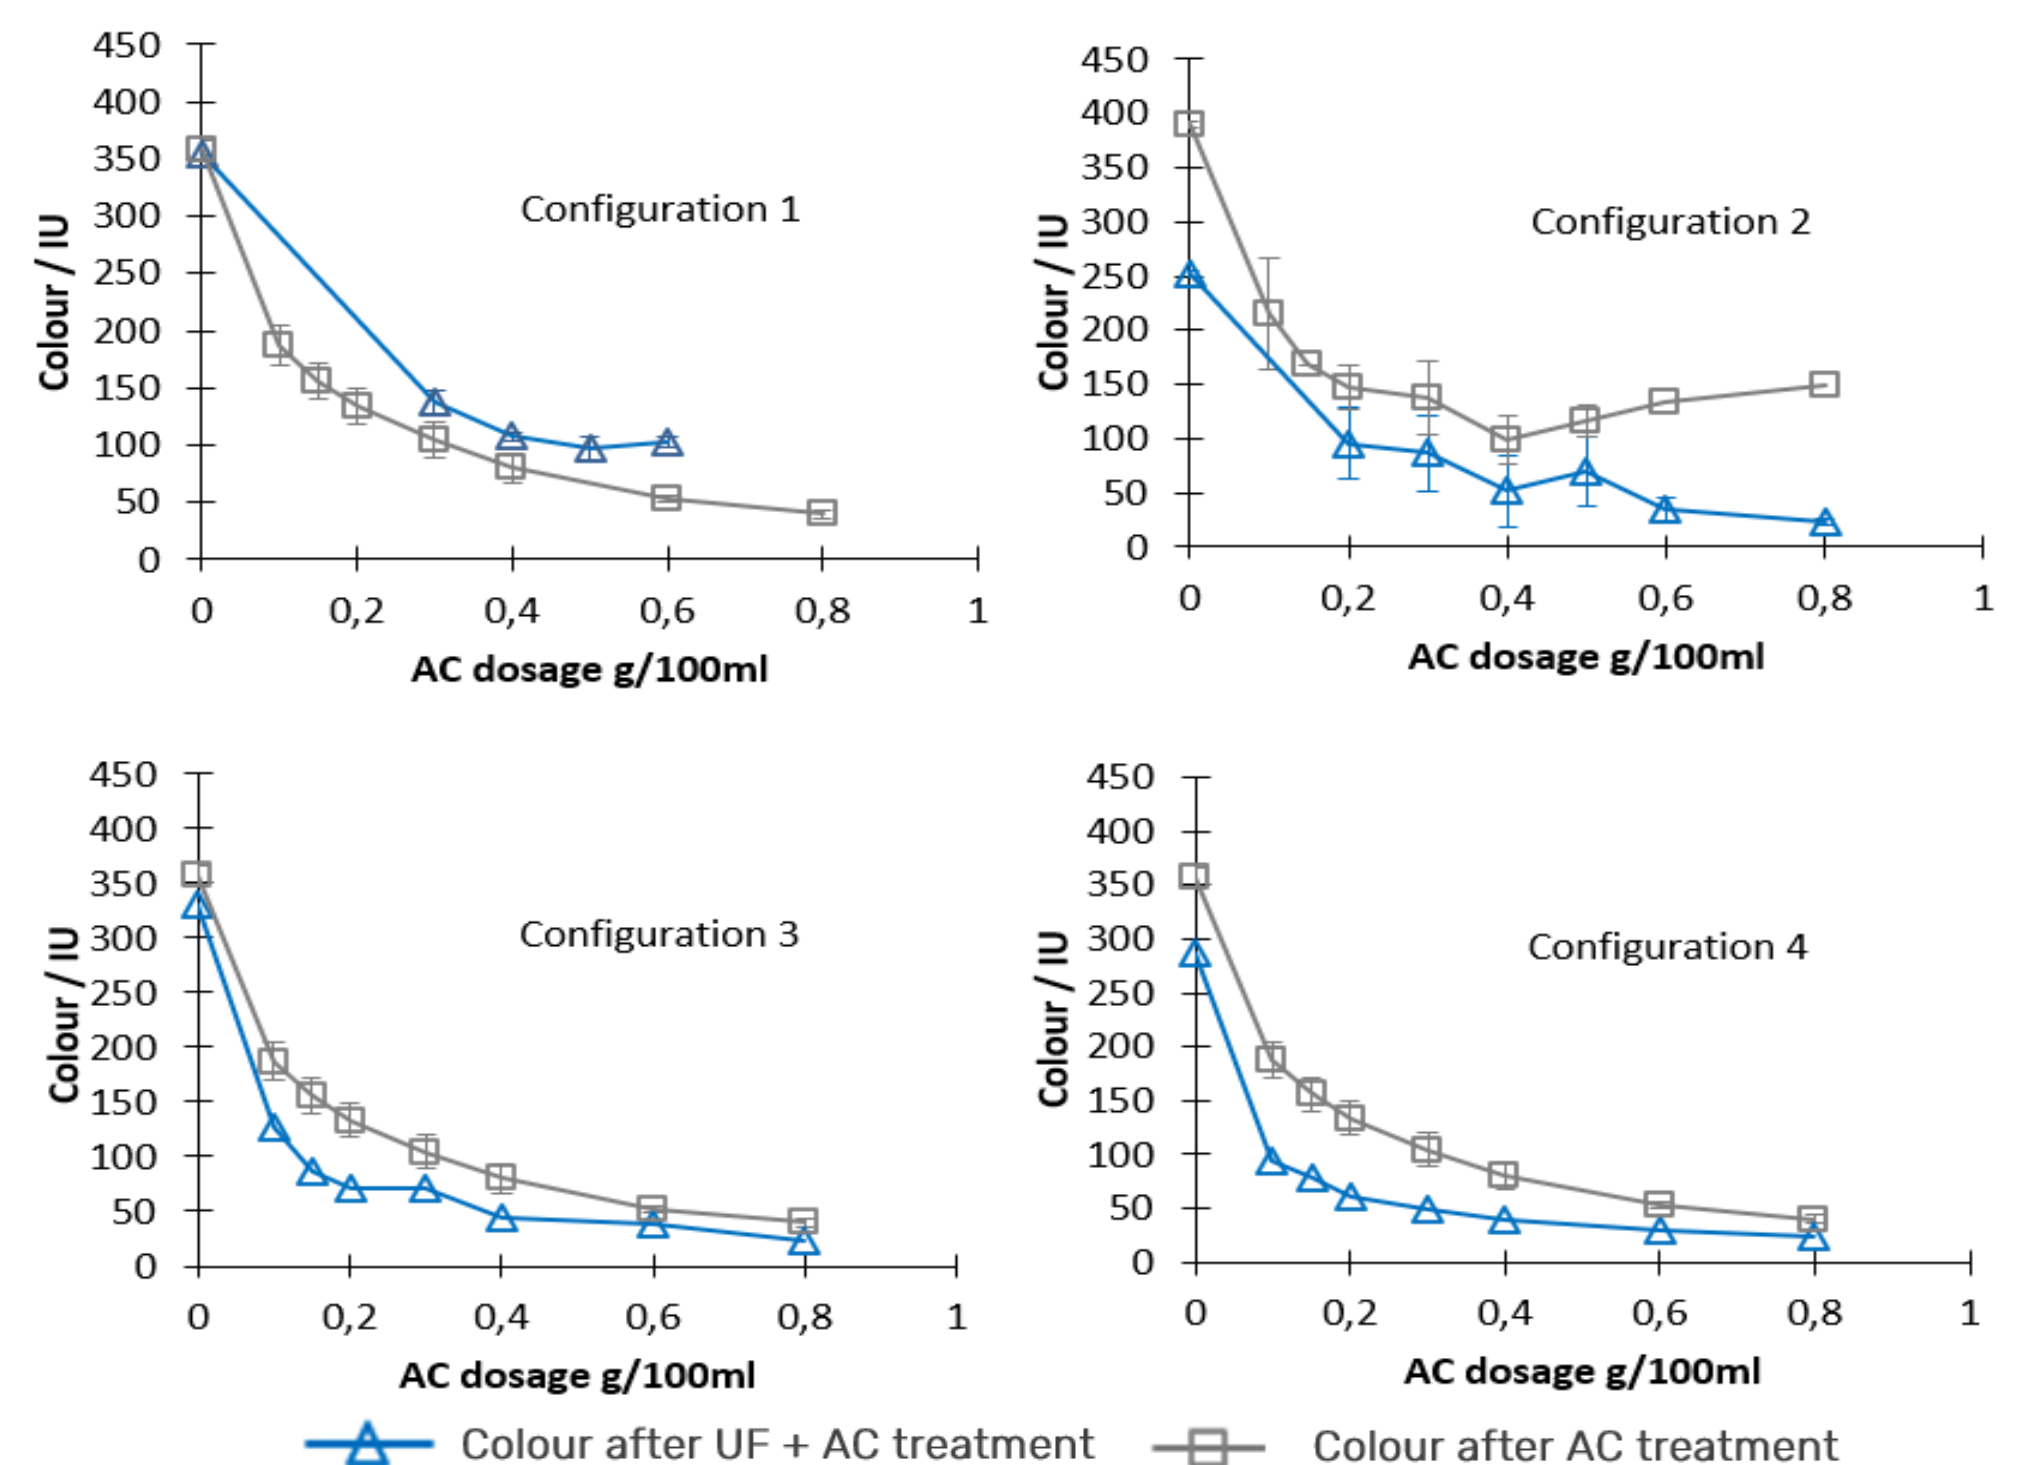 450
400
350
300
250
200
150
100
50
0
Colour / IU
Configuration 1
0 0,2 0,4 0,6 0,8 1
AC dosage g/100ml
450
400
350
300
250
200
150
100
50
0
Colour / IU
Configuration 2
0 0,2 0,4 0,6 0,8 1
AC dosage g/100ml
450
400
350
300
250
200
150
100
50
0
Colour / IU
Configuration 3
0 0,2 0,4 0,6 0,8 1
AC dosage g/100ml
450
400
350
300
250
200
150
100
50
0
Colour / IU
Configuration 4
0 0,2 0,4 0,6 0,8 1
AC dosage g/100ml
Colour after UF + AC treatment Colour after AC treatment